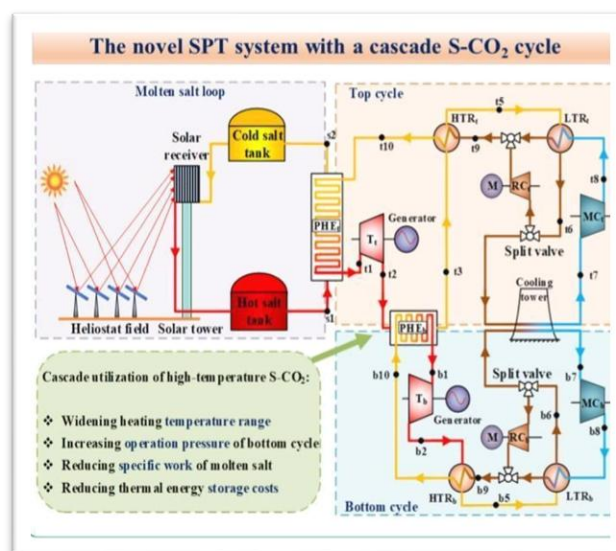 The novel SPT system with a cascade S-CO₂ cycle
Molten salt loop
Top cycle
Solar
receiver
Cold salt
tank
s2
t10
t5
HTRt
t9
LTRt
t8
M
RCt
MCt
t6
PHEt
Generator
Tt
t1
t2
t3
Split valve
t7
Cooling
tower
Hot salt
tank
s1
Heliostat field
Solar tower
PHEb
Cascade utilization of high-temperature S-CO₂:
❖ Widening heating temperature range
❖ Increasing operation pressure of bottom cycle
❖ Reducing specific work of molten salt
❖ Reducing thermal energy storage costs
b10
b1
Tb
Generator
b2
Split valve
b7
b6
MCb
b8
M
RCb
HTRb
b9
b5
LTRb
Bottom cycle